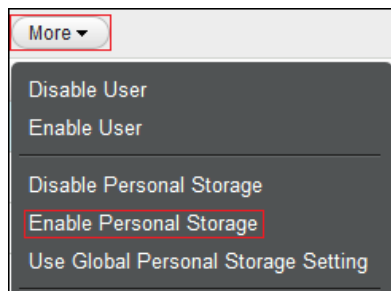 More
Disable User
Enable User
Disable Personal Storage
Enable Personal Storage
Use Global Personal Storage Setting